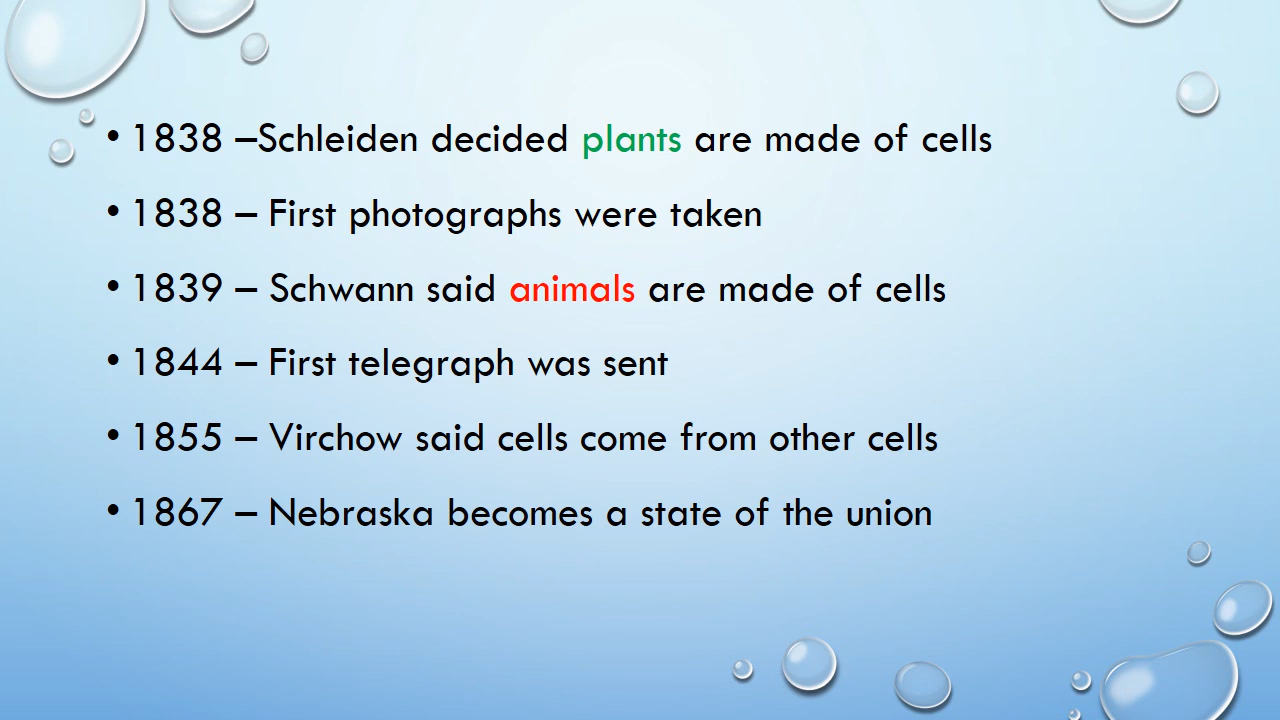 • 1838 –Schleiden decided plants are made of cells
• 1838 – First photographs were taken
• 1839 – Schwann said animals are made of cells
• 1844 – First telegraph was sent
• 1855 – Virchow said cells come from other cells
• 1867 – Nebraska becomes a state of the union